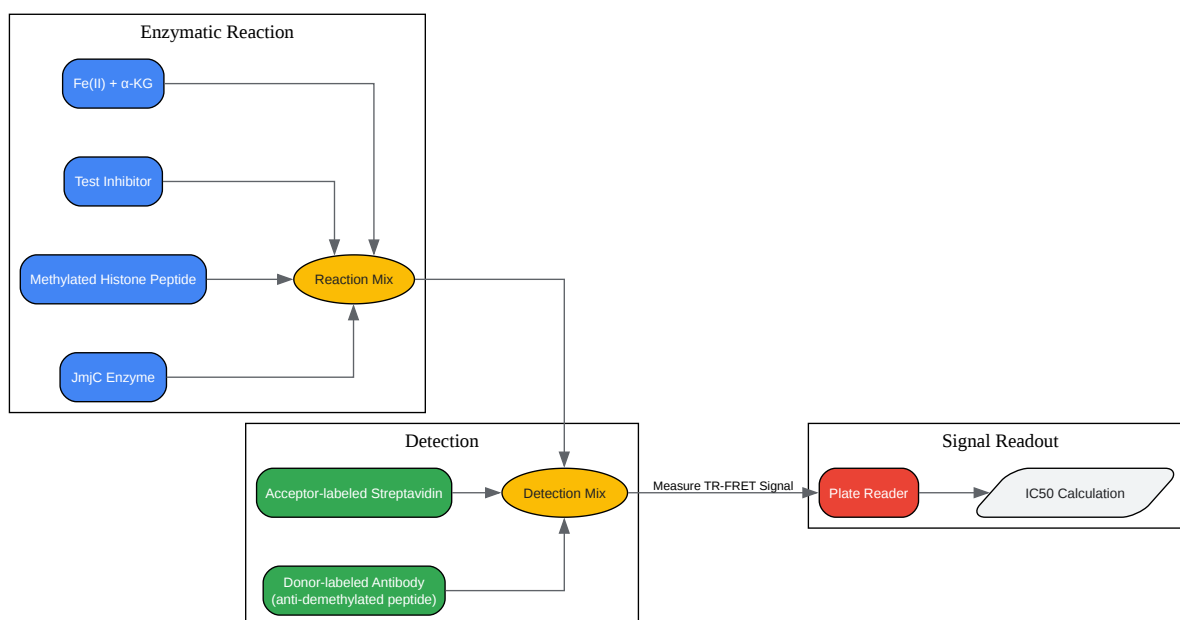 Enzymatic Reaction
Fe(II) + α-KG
Test Inhibitor
Methylated Histone Peptide
Reaction Mix
JmjC Enzyme
Detection
Acceptor-labeled Streptavidin
Detection Mix
Donor-labeled Antibody
(anti-demethylated peptide)
Measure TR-FRET Signal
Signal Readout
Plate Reader
IC50 Calculation